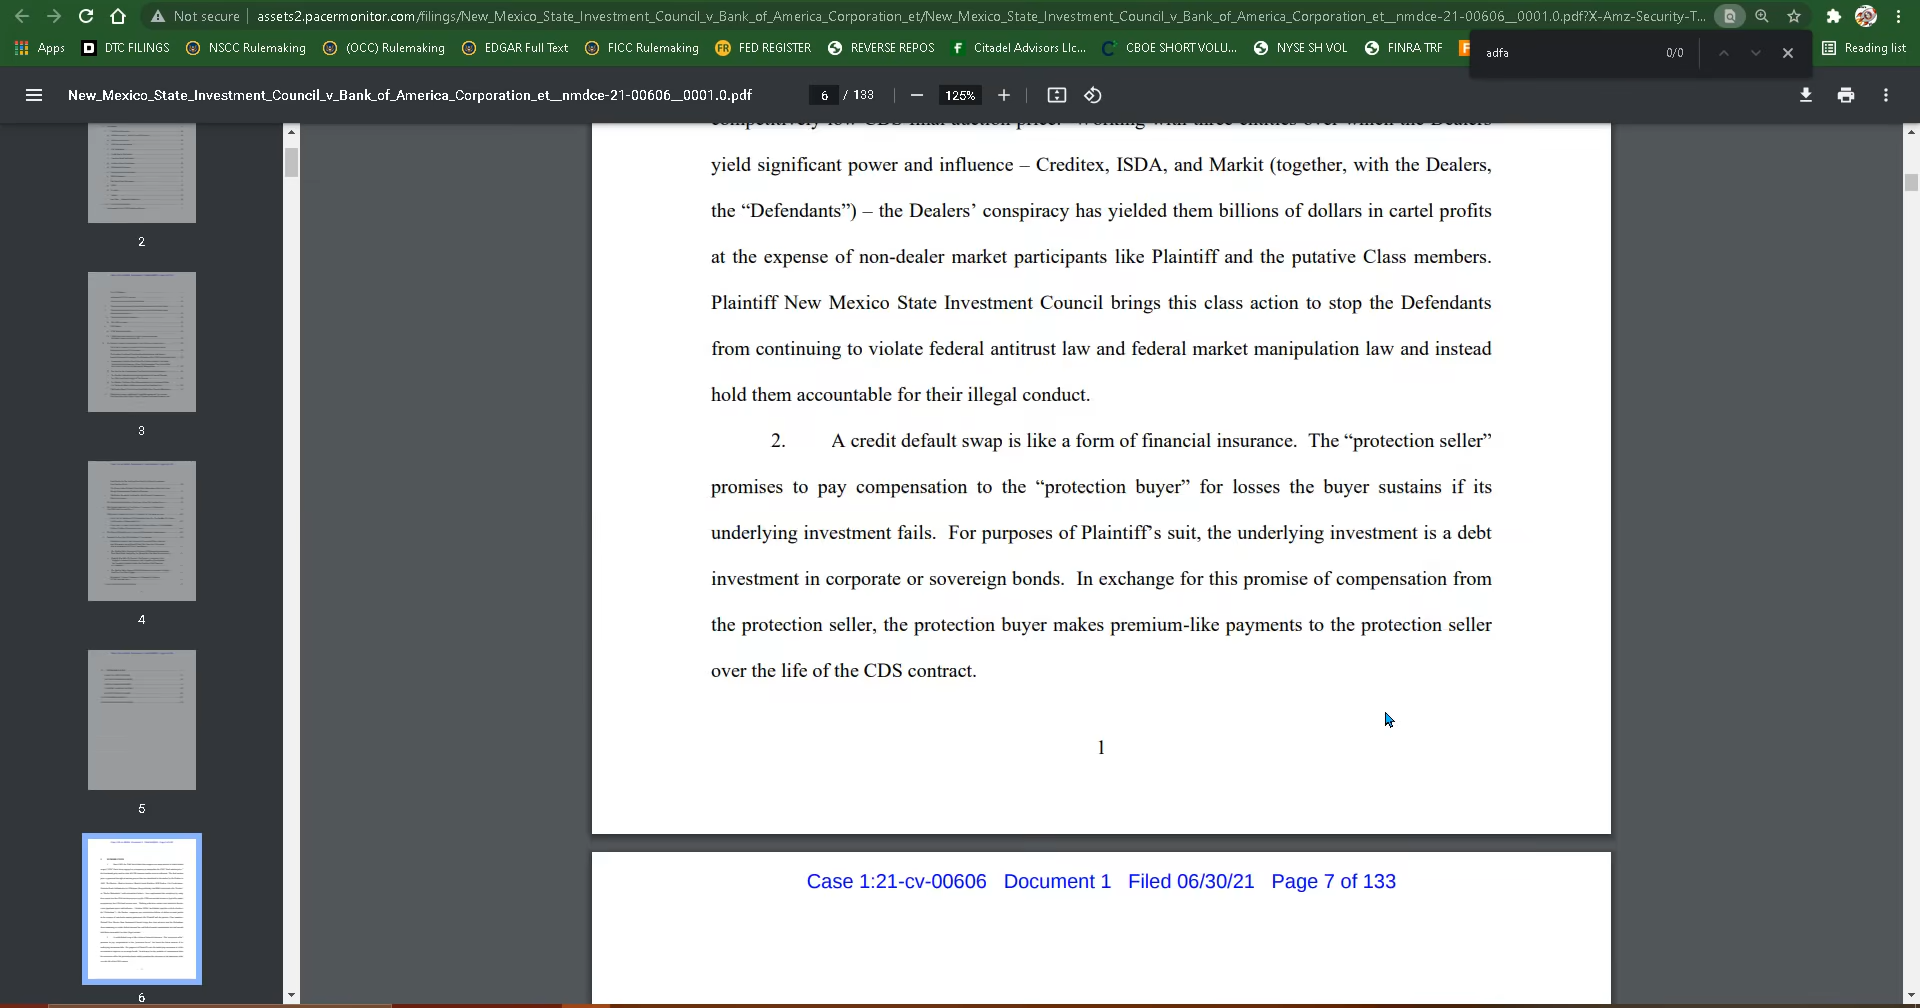 Not secure
assets2.pacermonitor.com/filings/New_Mexico_State_Investment_Council_v_Bank_of_America_Corporation_et/New_Mexico_State_Investment_Council_v_Bank_of_America_Corporation_et__nmdce-21-00606__0001.0.pdf?X-Amz-Security-T...
Apps
DTC FILINGS
NSCC Rulemaking
(OCC) Rulemaking
EDGAR Full Text
FICC Rulemaking
FR FED REGISTER
REVERSE REPOS
Citadel Advisors Llc...
CBOE SHORT VOLU...
NYSE SH VOL
FINRA TRF
adfa
0/0
Reading list
New_Mexico_State_Investment_Council_v_Bank_of_America_Corporation_et__nmdce-21-00606__0001.0.pdf
6 / 133
125%
2
3
4
5
6
competitively low CDS final auction price. Working with three entities over which the Dealers
yield significant power and influence – Creditex, ISDA, and Markit (together, with the Dealers,
the “Defendants”) – the Dealers’ conspiracy has yielded them billions of dollars in cartel profits
at the expense of non-dealer market participants like Plaintiff and the putative Class members.
Plaintiff New Mexico State Investment Council brings this class action to stop the Defendants
from continuing to violate federal antitrust law and federal market manipulation law and instead
hold them accountable for their illegal conduct.
2. A credit default swap is like a form of financial insurance. The “protection seller”
promises to pay compensation to the “protection buyer” for losses the buyer sustains if its
underlying investment fails. For purposes of Plaintiff’s suit, the underlying investment is a debt
investment in corporate or sovereign bonds. In exchange for this promise of compensation from
the protection seller, the protection buyer makes premium-like payments to the protection seller
over the life of the CDS contract.
1
Case 1:21-cv-00606 Document 1 Filed 06/30/21 Page 7 of 133